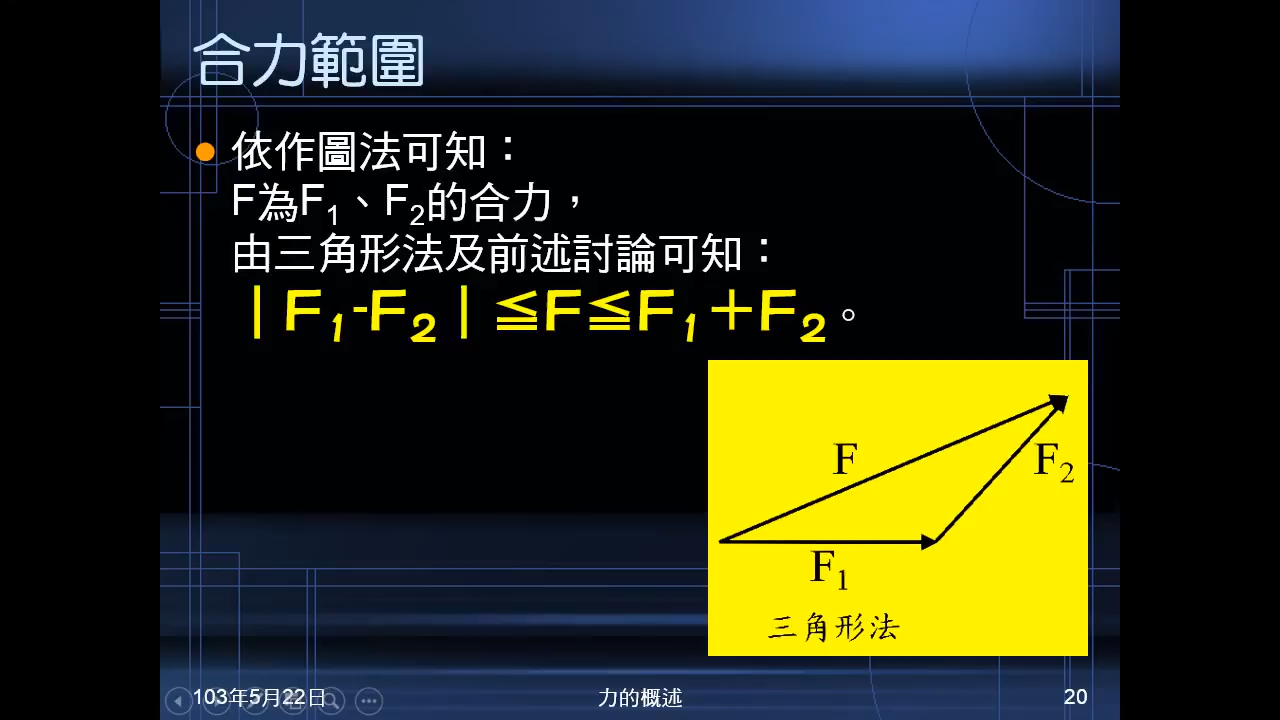 合力範圍
依作圖法可知：
F為F₁、F₂的合力，
由三角形法及前述討論可知：
｜F₁-F₂｜≦F≦F₁＋F₂。
F
F₂
F₁
三角形法
103年5月22日
力的概述
20